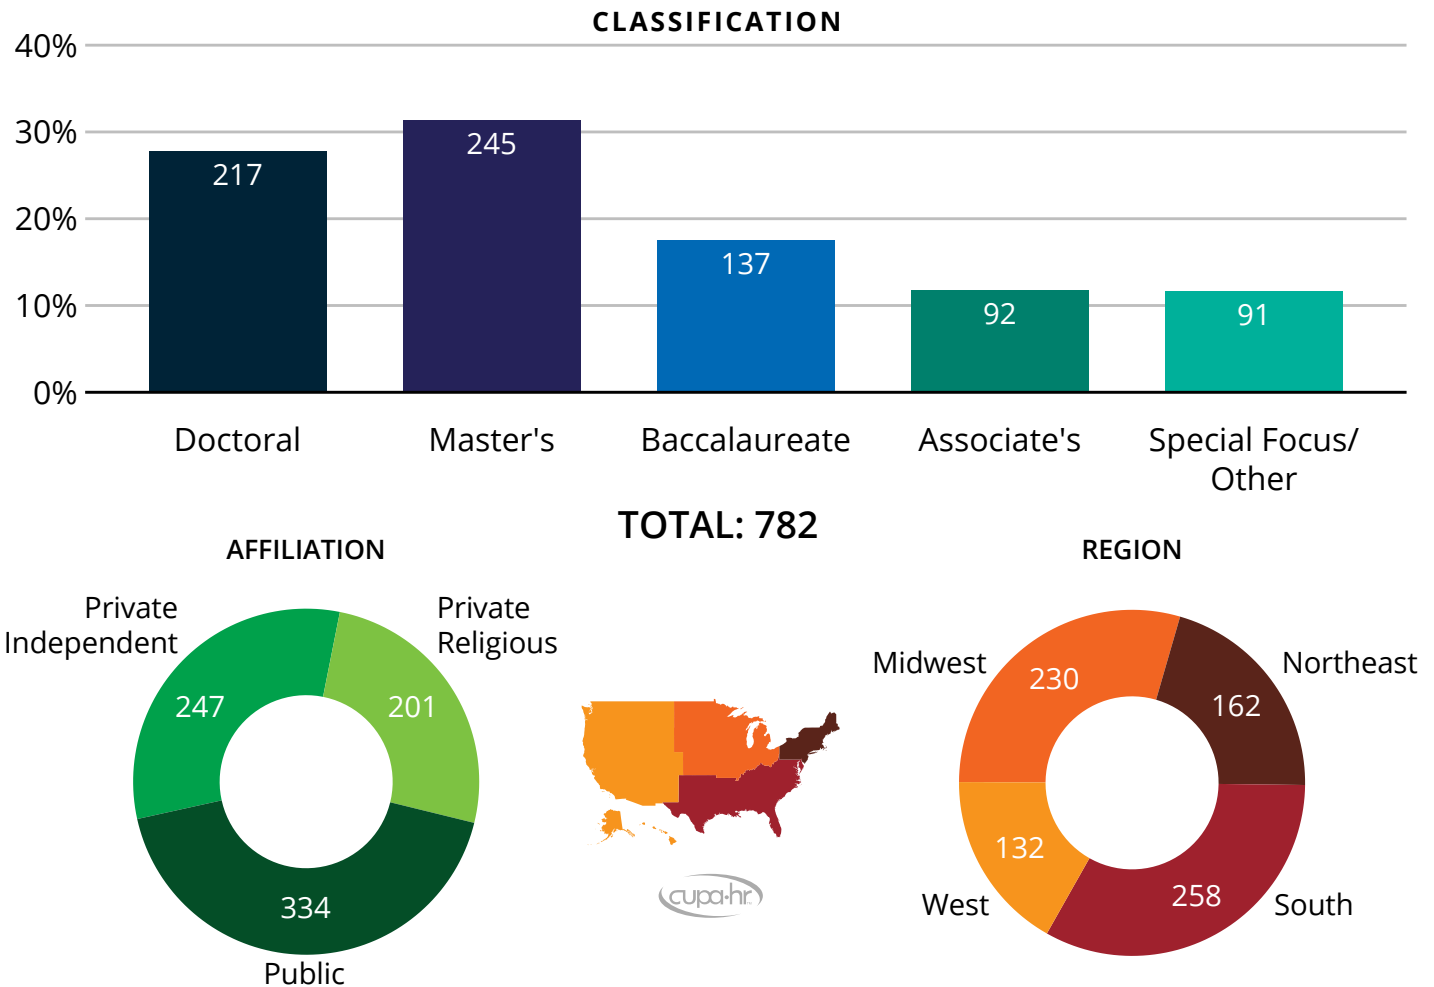 CLASSIFICATION
40%
30%
20%
10%
0%
217
245
137
92
91
Doctoral
Master's
Baccalaureate
Associate's
Special Focus/
Other
TOTAL: 782
AFFILIATION
Private
Independent
Private
Religious
247
201
334
Public
cupa-hr
REGION
Midwest
Northeast
230
162
132
258
West
South